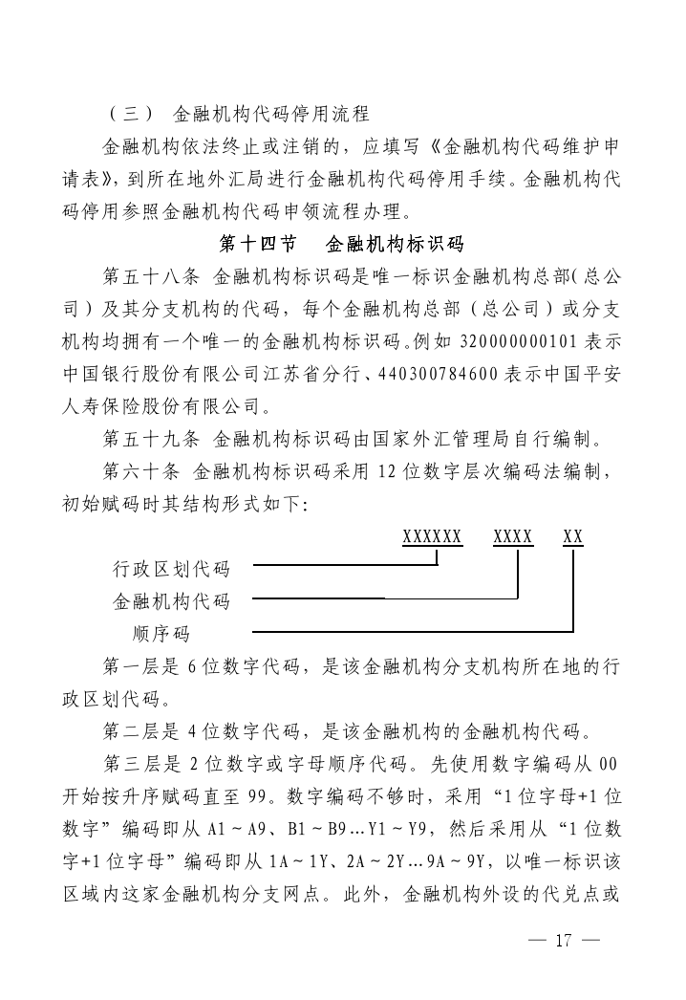 （三） 金融机构代码停用流程
金融机构依法终止或注销的，应填写《金融机构代码维护申
请表》，到所在地外汇局进行金融机构代码停用手续。金融机构代
码停用参照金融机构代码申领流程办理。
第十四节 金融机构标识码
第五十八条 金融机构标识码是唯一标识金融机构总部（总公
司）及其分支机构的代码，每个金融机构总部（总公司）或分支
机构均拥有一个唯一的金融机构标识码。例如 320000000101 表示
中国银行股份有限公司江苏省分行、440300784600 表示中国平安
人寿保险股份有限公司。
第五十九条 金融机构标识码由国家外汇管理局自行编制。
第六十条 金融机构标识码采用 12 位数字层次编码法编制，
初始赋码时其结构形式如下：
XXXXXX XXXX XX
行政区划代码
金融机构代码
顺序码
第一层是 6 位数字代码，是该金融机构分支机构所在地的行
政区划代码。
第二层是 4 位数字代码，是该金融机构的金融机构代码。
第三层是 2 位数字或字母顺序代码。先使用数字编码从 00
开始按升序赋码直至 99。数字编码不够时，采用“1 位字母+1 位
数字”编码即从 A1～A9、B1～B9…Y1～Y9，然后采用从“1 位数
字+1 位字母”编码即从 1A～1Y、2A～2Y…9A～9Y，以唯一标识该
区域内这家金融机构分支网点。此外，金融机构外设的代兑点或
— 17 —